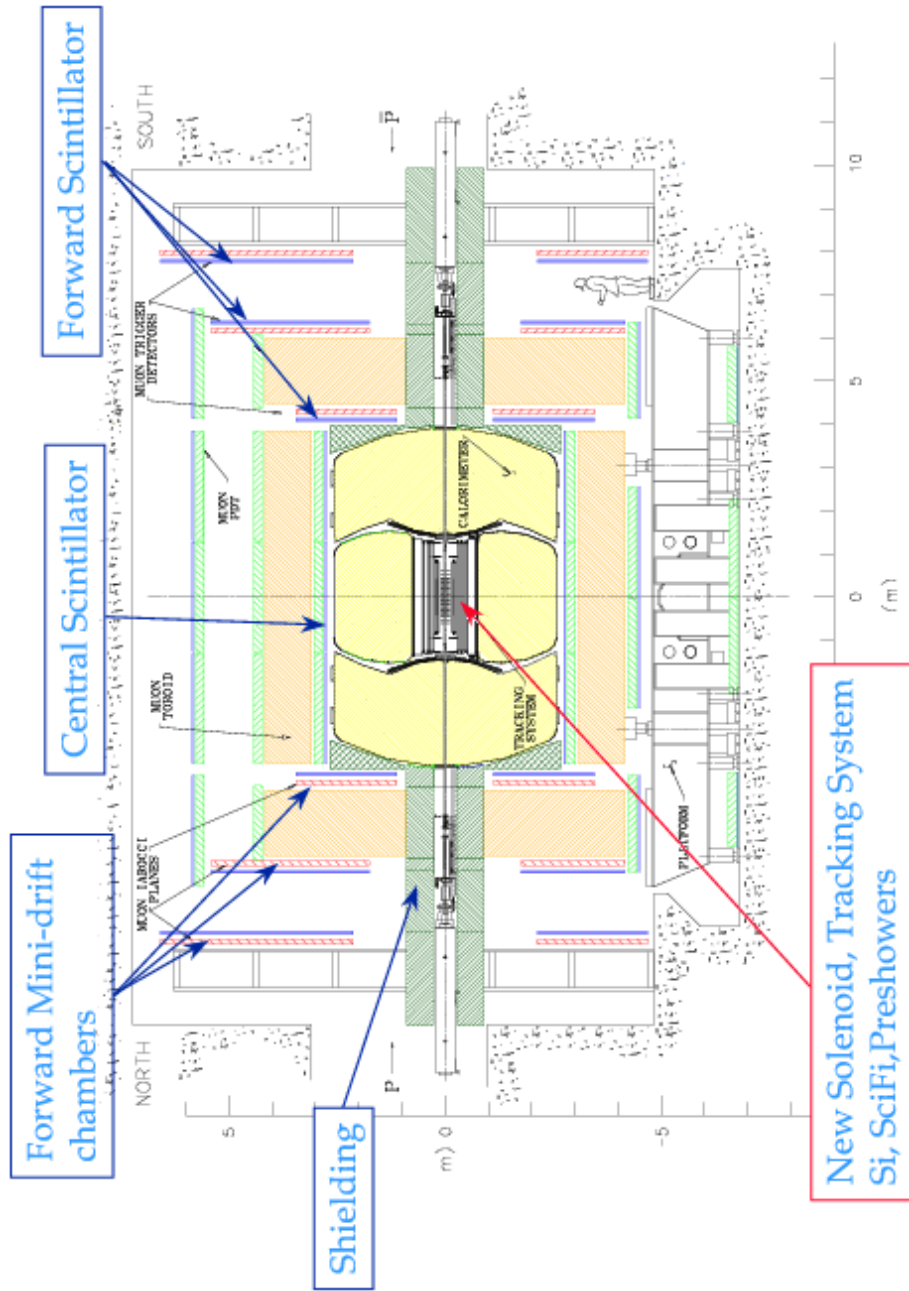 Forward Mini-drift
chambers
Central Scintillator
Forward Scintillator
Shielding
New Solenoid, Tracking System
Si, SciFi,Preshowers
NORTH
SOUTH
MUON IAROCCI
PLANES
MUON
TOROID
MUON
PDT
MUON TRIGGER
DETECTORS
P
P̅
TRACKING
SYSTEM
CALORIMETER
PLATFORM
5
m) 0
-5
0
5
10
(m)